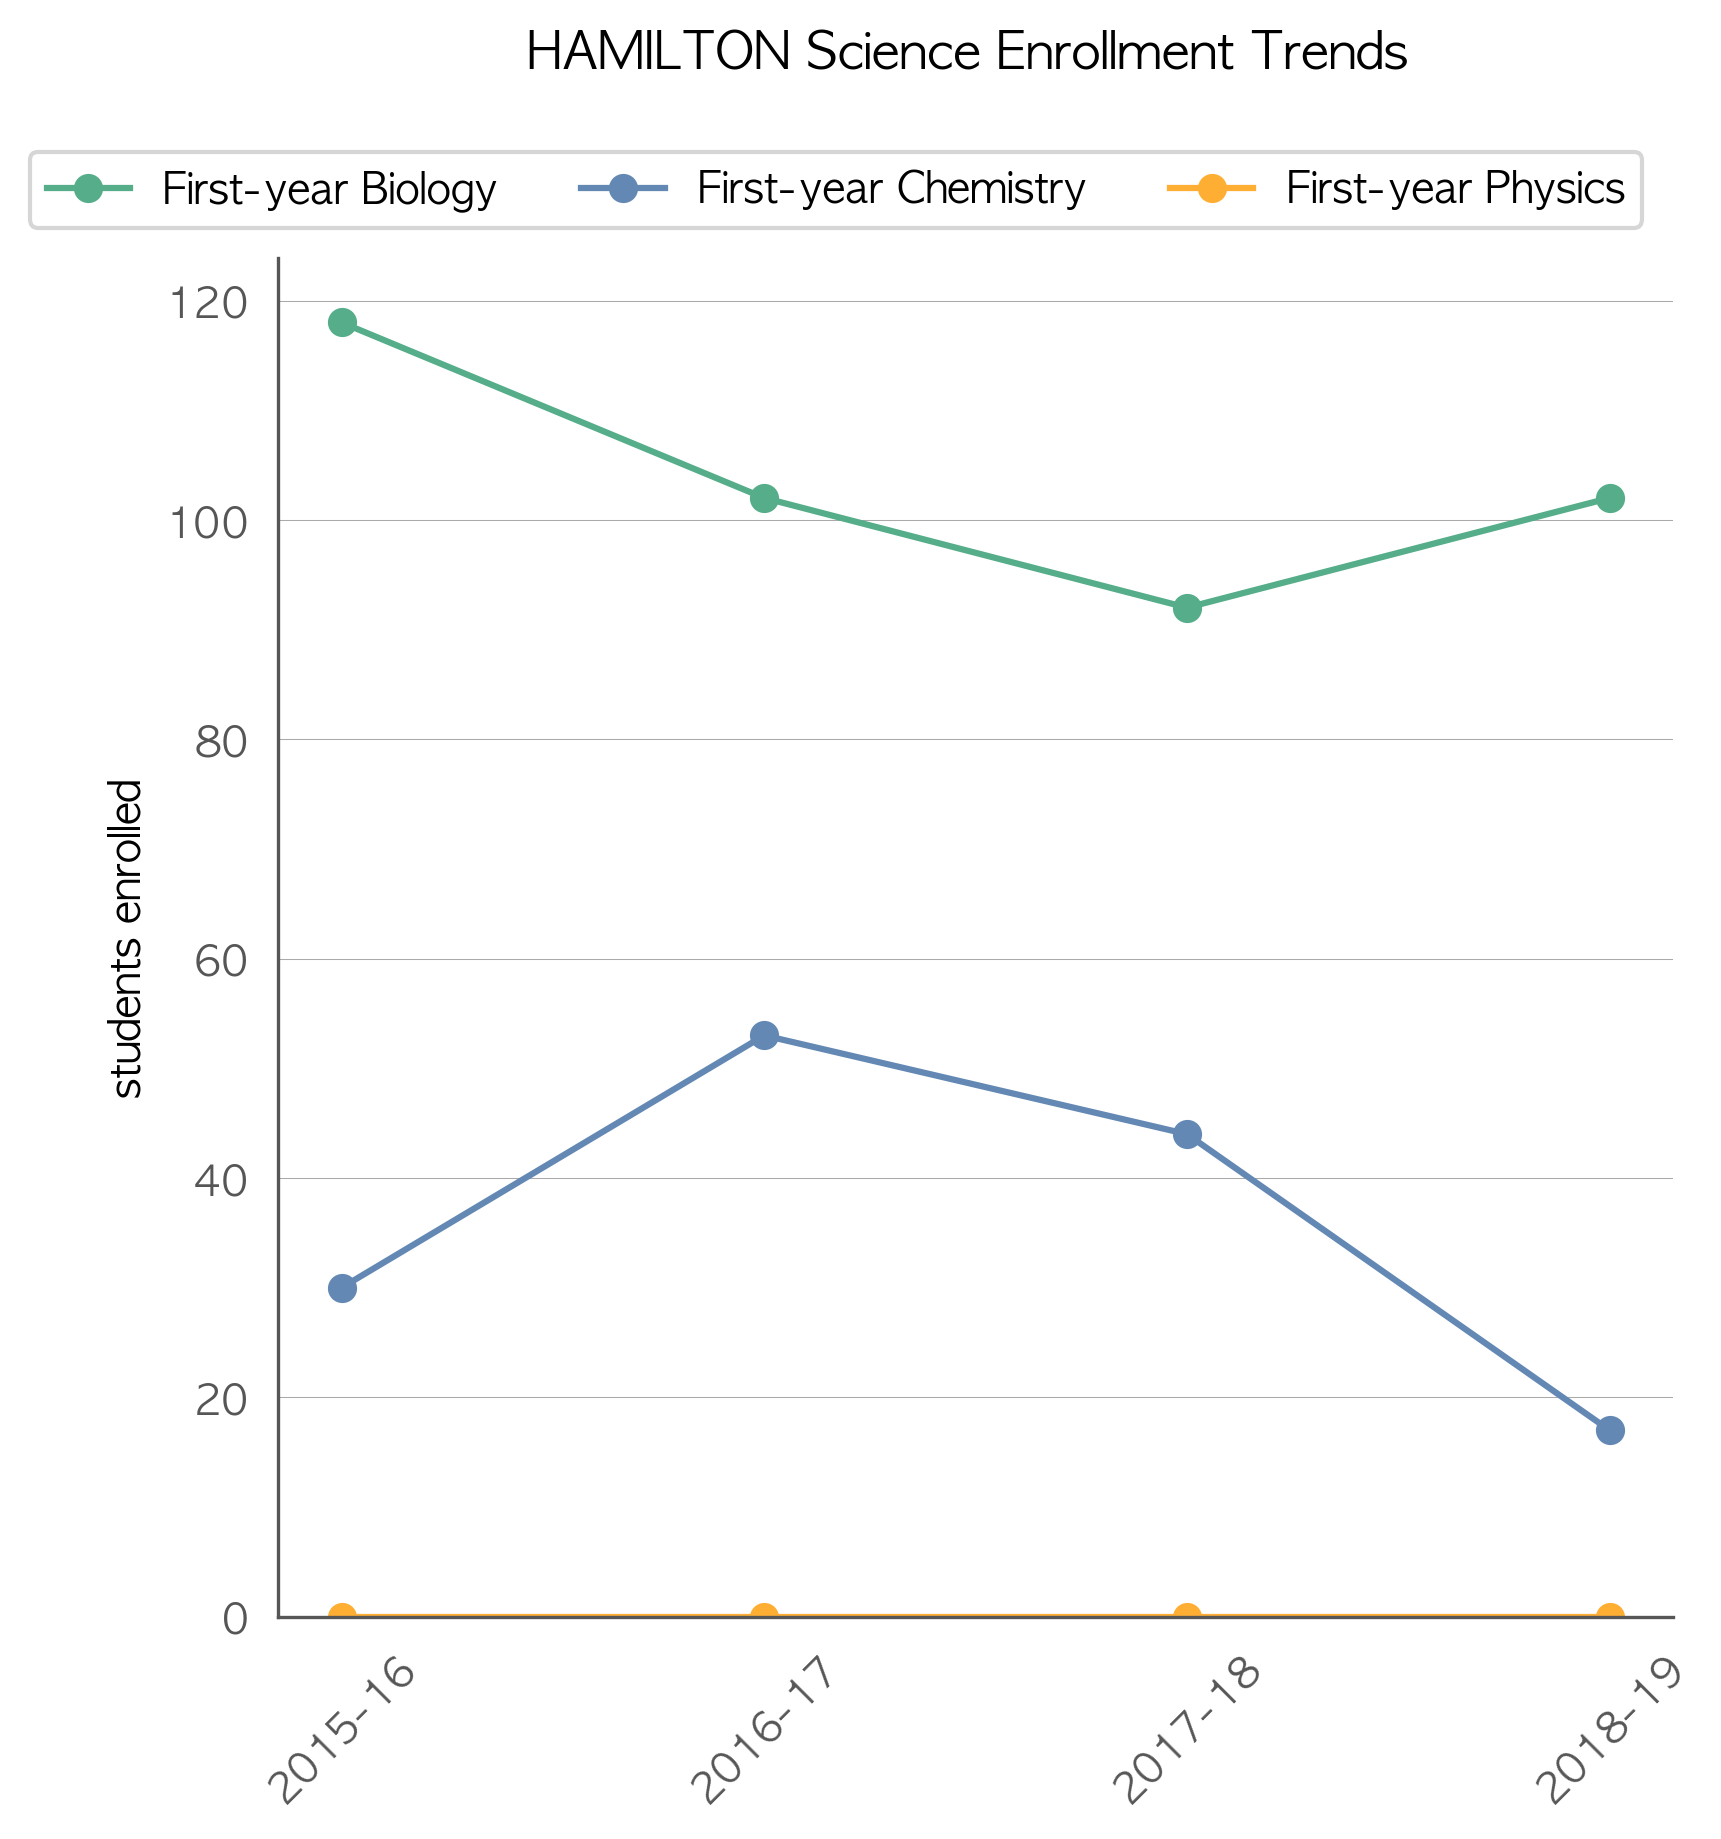 HAMILTON Science Enrollment Trends
First-year Biology First-year Chemistry First-year Physics
students enrolled
120
100
80
60
40
20
0
2015-16 2016-17 2017-18 2018-19